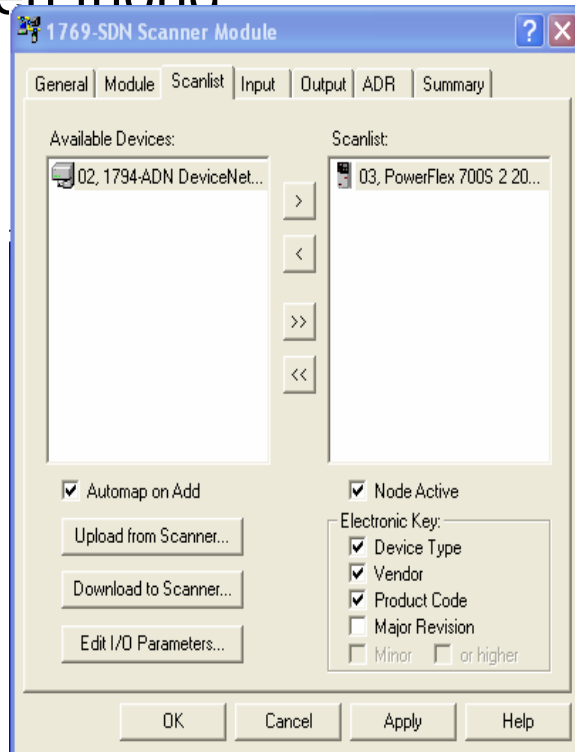 1769-SDN Scanner Module
General Module Scanlist Input Output ADR Summary
Available Devices: Scanlist:
02, 1794-ADN DeviceNet... 03, PowerFlex 700S 2 20...
>
<
>>
<<
Automap on Add Node Active
Upload from Scanner... Electronic Key:
Device Type
Vendor
Download to Scanner... Product Code
Major Revision
Edit I/O Parameters... Minor or higher
OK Cancel Apply Help